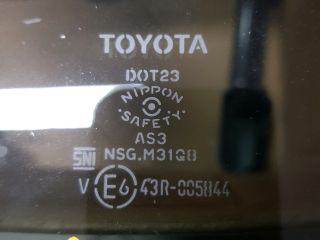 TOYOTA
DOT23
NIPPON
SAFETY
AS3
SNI NSG.M31Q8
V E6 43R-005844